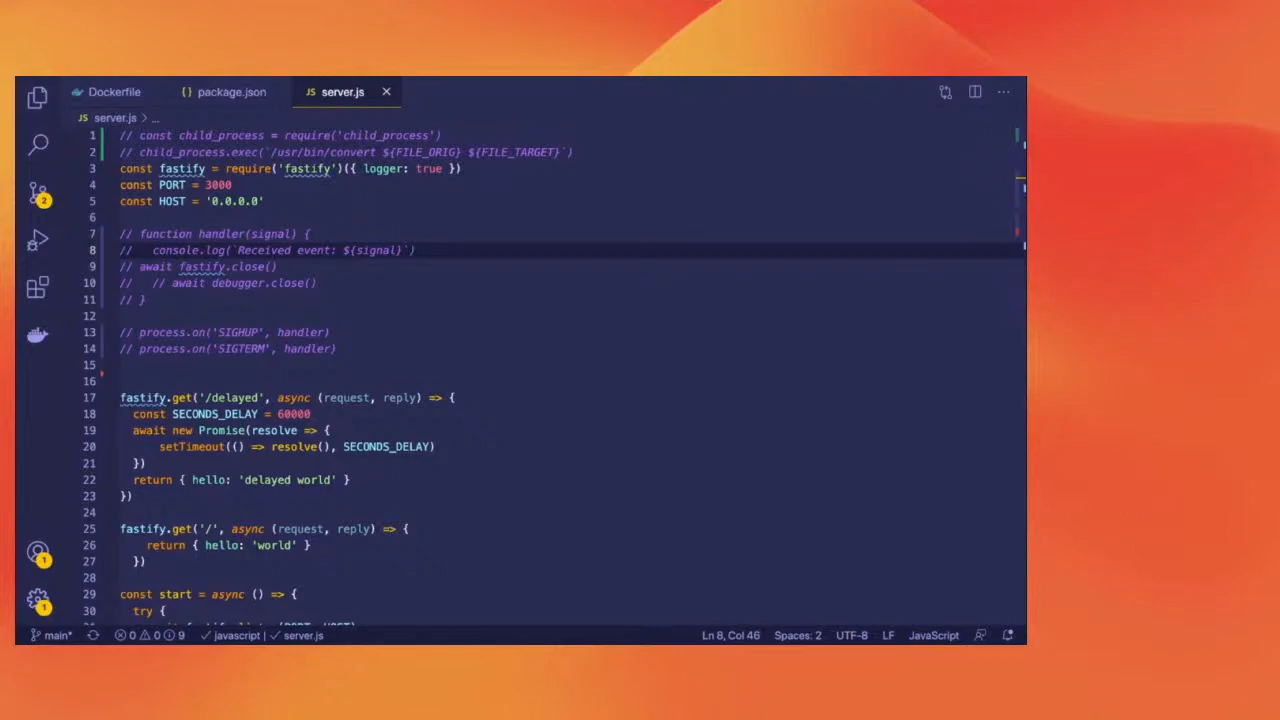 Dockerfile
{} package.json
JS server.js
JS server.js > ...
1 // const child_process = require('child_process')
2 // child_process.exec(`/usr/bin/convert ${FILE_ORIG} ${FILE_TARGET}`)
3 const fastify = require('fastify')({ logger: true })
4 const PORT = 3000
5 const HOST = '0.0.0.0'
6
7 // function handler(signal) {
8 //   console.log(`Received event: ${signal}`)
9 // await fastify.close()
10 //   // await debugger.close()
11 // }
12
13 // process.on('SIGHUP', handler)
14 // process.on('SIGTERM', handler)
15
16
17 fastify.get('/delayed', async (request, reply) => {
18   const SECONDS_DELAY = 60000
19   await new Promise(resolve => {
20       setTimeout(() => resolve(), SECONDS_DELAY)
21   })
22   return { hello: 'delayed world' }
23 })
24
25 fastify.get('/', async (request, reply) => {
26     return { hello: 'world' }
27   })
28
29 const start = async () => {
30   try {
2
1
1
main* 0 0 9 javascript | server.js Ln 8, Col 46 Spaces: 2 UTF-8 LF JavaScript